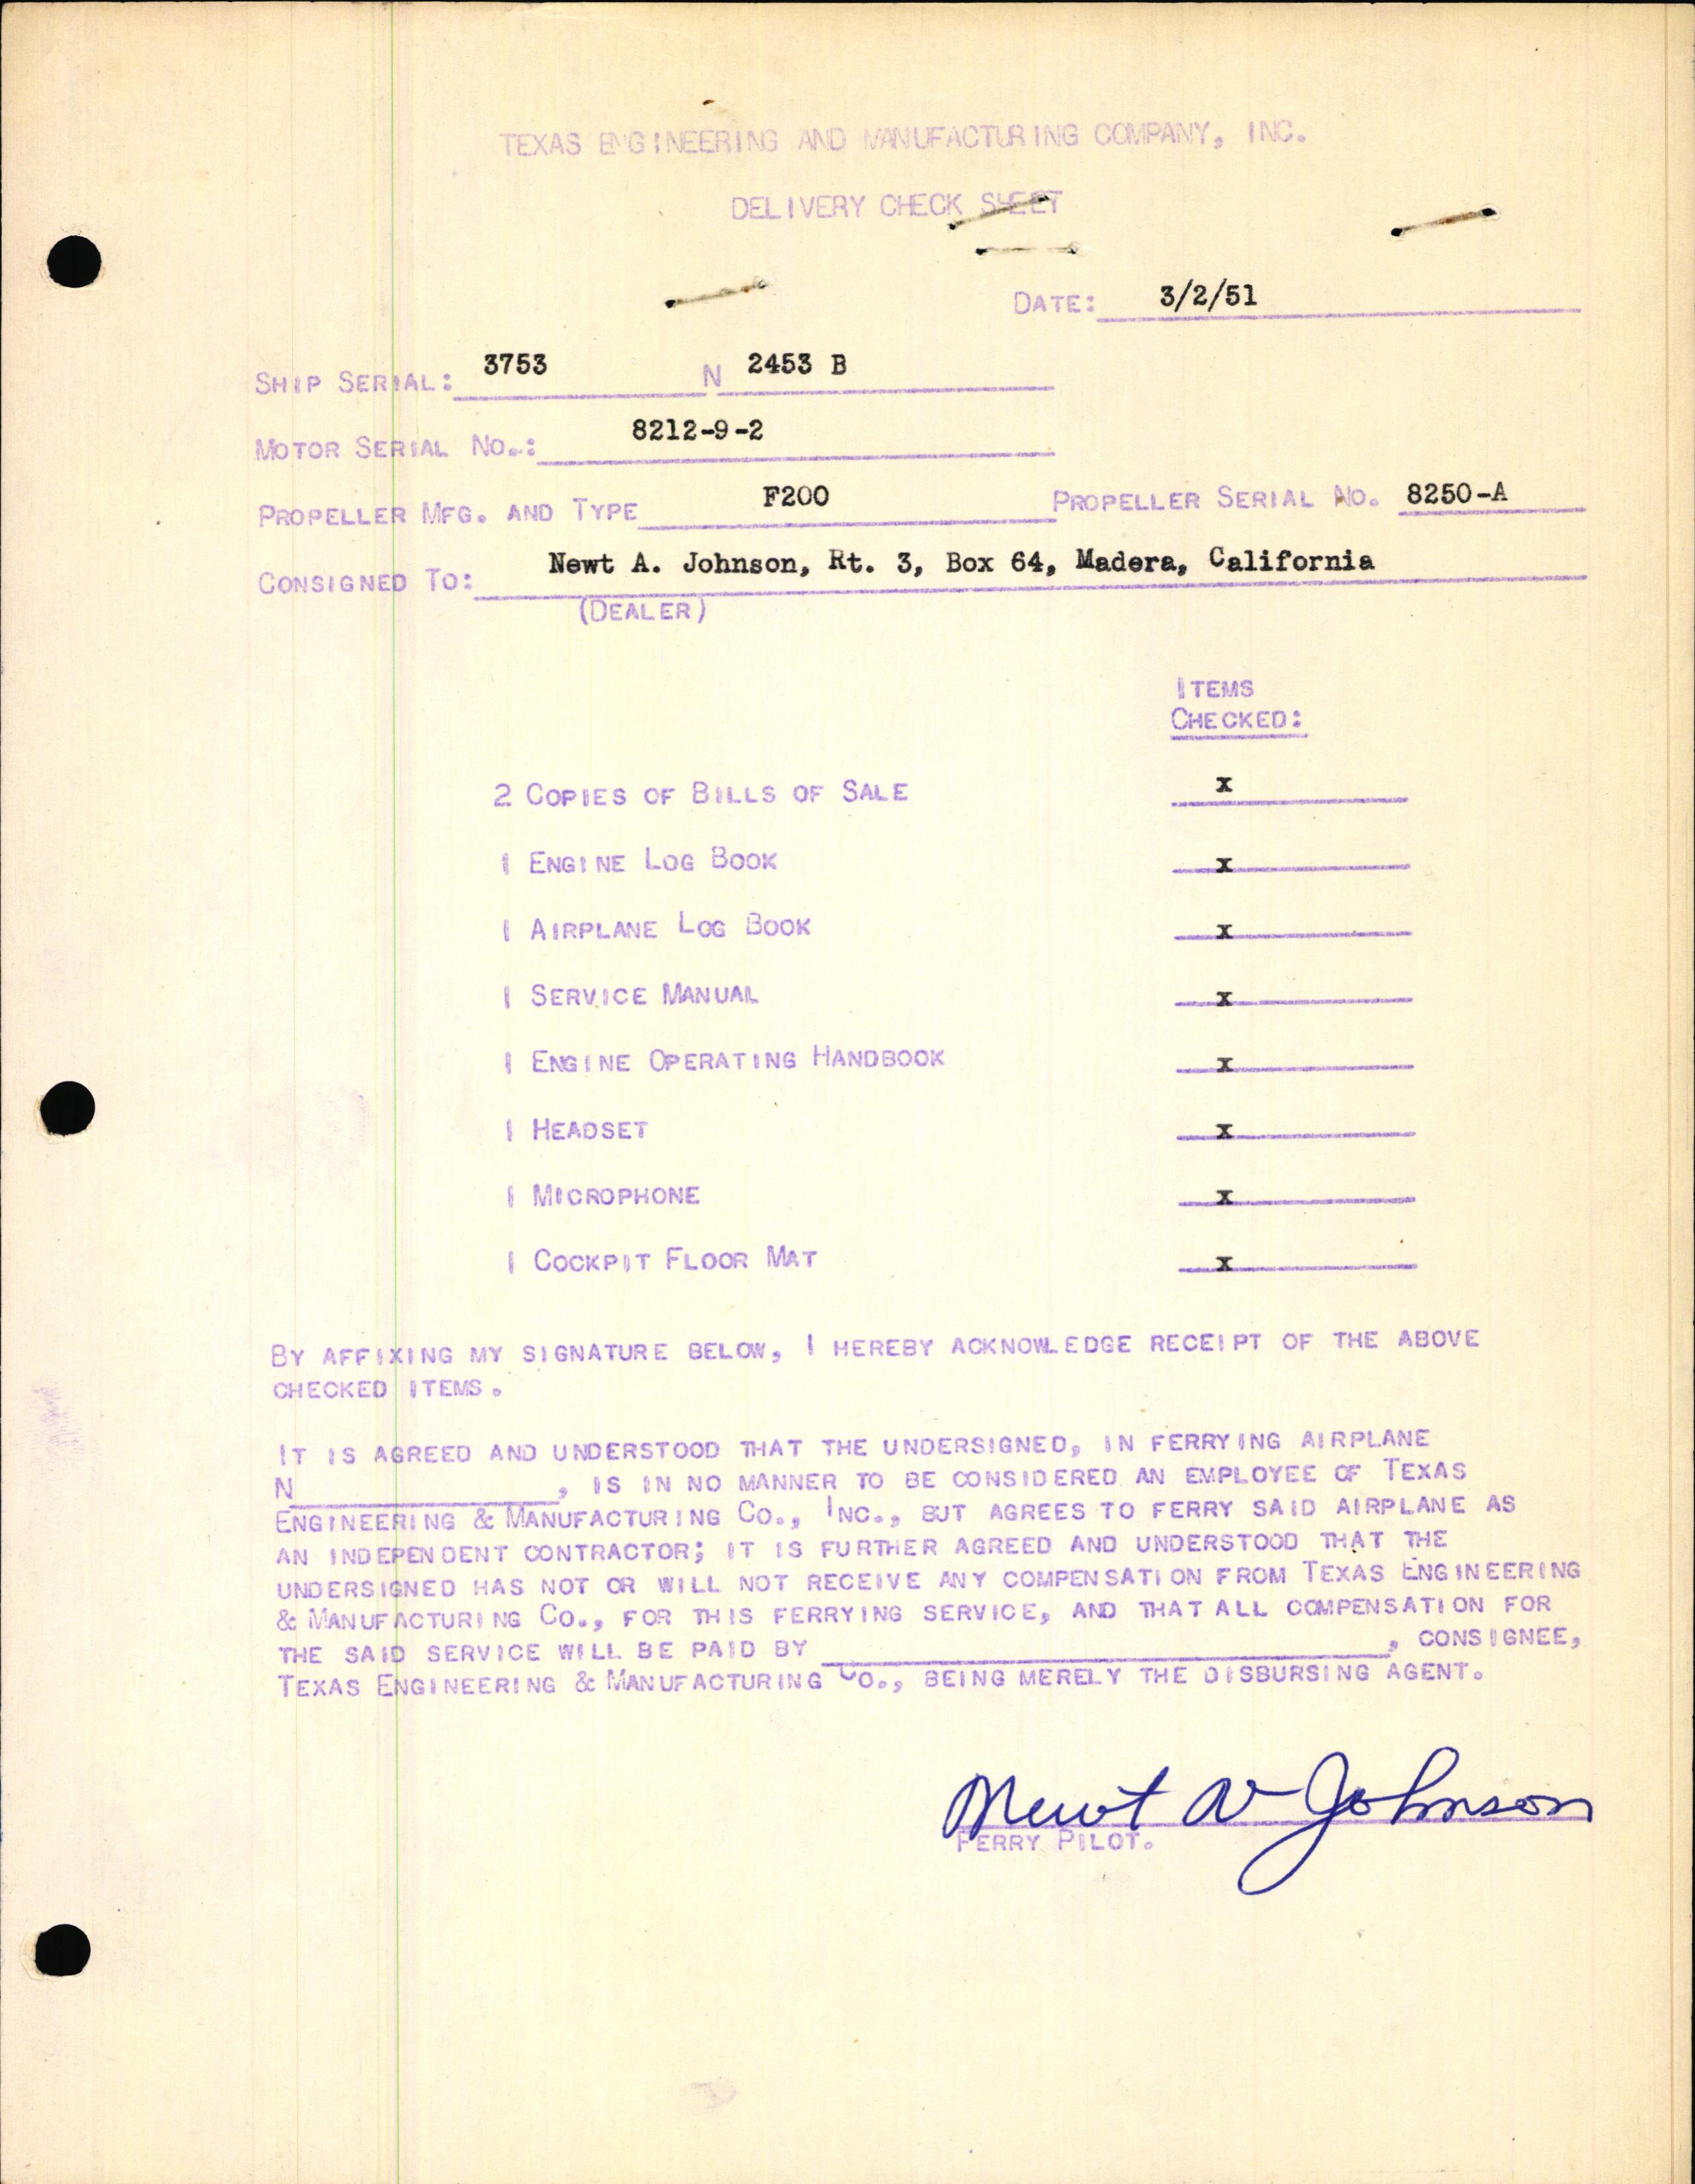 TEXAS ENGINEERING AND MANUFACTURING COMPANY, INC.
DELIVERY CHECK SHEET
DATE: 3/2/51
SHIP SERIAL: 3753 N 2453 B
MOTOR SERIAL NO.: 8212-9-2
PROPELLER MFG. AND TYPE F200 PROPELLER SERIAL NO. 8250-A
CONSIGNED TO: Newt A. Johnson, Rt. 3, Box 64, Madera, California
(DEALER)
ITEMS
CHECKED:
2 COPIES OF BILLS OF SALE x
1 ENGINE LOG BOOK x
1 AIRPLANE LOG BOOK x
1 SERVICE MANUAL x
1 ENGINE OPERATING HANDBOOK x
1 HEADSET x
1 MICROPHONE x
1 COCKPIT FLOOR MAT x
BY AFFIXING MY SIGNATURE BELOW, I HEREBY ACKNOWLEDGE RECEIPT OF THE ABOVE
CHECKED ITEMS.
IT IS AGREED AND UNDERSTOOD THAT THE UNDERSIGNED, IN FERRYING AIRPLANE
N , IS IN NO MANNER TO BE CONSIDERED AN EMPLOYEE OF TEXAS
ENGINEERING & MANUFACTURING CO., INC., BUT AGREES TO FERRY SAID AIRPLANE AS
AN INDEPENDENT CONTRACTOR; IT IS FURTHER AGREED AND UNDERSTOOD THAT THE
UNDERSIGNED HAS NOT OR WILL NOT RECEIVE ANY COMPENSATION FROM TEXAS ENGINEERING
& MANUFACTURING CO., FOR THIS FERRYING SERVICE, AND THAT ALL COMPENSATION FOR
THE SAID SERVICE WILL BE PAID BY , CONSIGNEE,
TEXAS ENGINEERING & MANUFACTURING CO., BEING MERELY THE DISBURSING AGENT.
Newt A Johnson
FERRY PILOT.